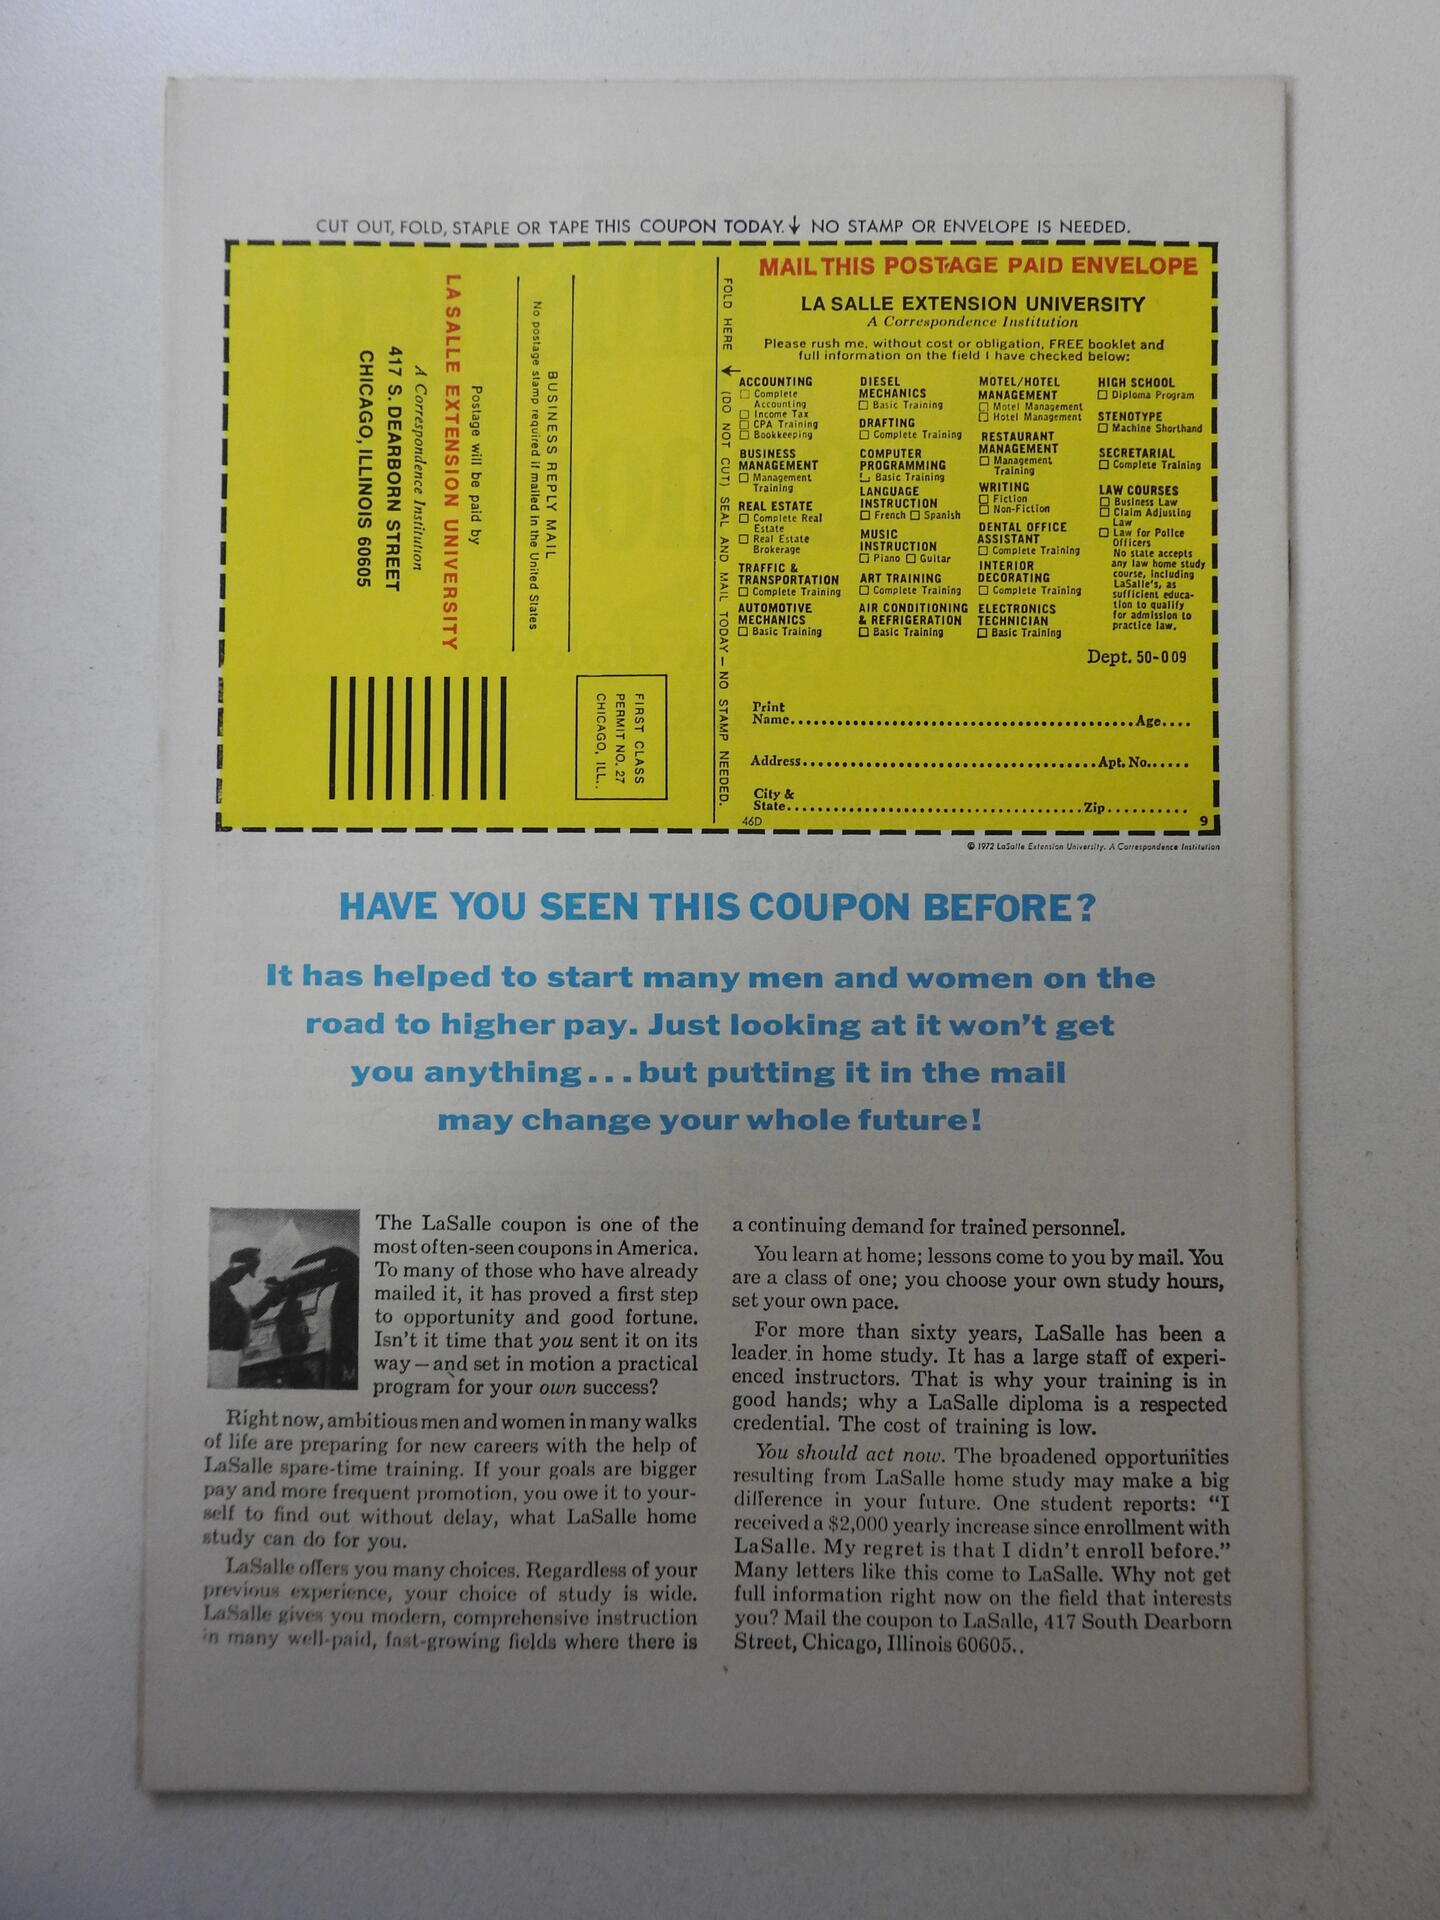 CUT OUT, FOLD, STAPLE OR TAPE THIS COUPON TODAY. ↓ NO STAMP OR ENVELOPE IS NEEDED.
LA SALLE EXTENSION UNIVERSITY
A Correspondence Institution
417 S. DEARBORN STREET
CHICAGO, ILLINOIS 60605
Postage will be paid by
BUSINESS REPLY MAIL
No postage stamp required if mailed in the United States
FIRST CLASS
PERMIT NO. 27
CHICAGO, ILL..
FOLD HERE → (DO NOT CUT) SEAL AND MAIL TODAY — NO STAMP NEEDED.
MAIL THIS POSTAGE PAID ENVELOPE
LA SALLE EXTENSION UNIVERSITY
A Correspondence Institution
Please rush me, without cost or obligation, FREE booklet and
full information on the field I have checked below:
ACCOUNTING
☐ Complete
Accounting
☐ Income Tax
☐ CPA Training
☐ Bookkeeping
BUSINESS
MANAGEMENT
☐ Management
Training
REAL ESTATE
☐ Complete Real
Estate
☐ Real Estate
Brokerage
TRAFFIC &
TRANSPORTATION
☐ Complete Training
AUTOMOTIVE
MECHANICS
☐ Basic Training
DIESEL
MECHANICS
☐ Basic Training
DRAFTING
☐ Complete Training
COMPUTER
PROGRAMMING
☐ Basic Training
LANGUAGE
INSTRUCTION
☐ French ☐ Spanish
MUSIC
INSTRUCTION
☐ Piano ☐ Guitar
ART TRAINING
☐ Complete Training
AIR CONDITIONING
& REFRIGERATION
☐ Basic Training
MOTEL/HOTEL
MANAGEMENT
☐ Motel Management
☐ Hotel Management
RESTAURANT
MANAGEMENT
☐ Management
Training
WRITING
☐ Fiction
☐ Non-Fiction
DENTAL OFFICE
ASSISTANT
☐ Complete Training
INTERIOR
DECORATING
☐ Complete Training
ELECTRONICS
TECHNICIAN
☐ Basic Training
HIGH SCHOOL
☐ Diploma Program
STENOTYPE
☐ Machine Shorthand
SECRETARIAL
☐ Complete Training
LAW COURSES
☐ Business Law
☐ Claim Adjusting
Law
☐ Law for Police
Officers
No state accepts
any law home study
course, including
LaSalle's, as
sufficient educa-
tion to qualify
for admission to
practice law.
Dept. 50-009
Print
Name.....Age....
Address.....Apt. No......
City &
State.....Zip..........
46D 9
© 1972 LaSalle Extension University. A Correspondence Institution
HAVE YOU SEEN THIS COUPON BEFORE?
It has helped to start many men and women on the
road to higher pay. Just looking at it won't get
you anything...but putting it in the mail
may change your whole future!
The LaSalle coupon is one of the
most often-seen coupons in America.
To many of those who have already
mailed it, it has proved a first step
to opportunity and good fortune.
Isn't it time that you sent it on its
way—and set in motion a practical
program for your own success?
Right now, ambitious men and women in many walks
of life are preparing for new careers with the help of
LaSalle spare-time training. If your goals are bigger
pay and more frequent promotion, you owe it to your-
self to find out without delay, what LaSalle home
study can do for you.
LaSalle offers you many choices. Regardless of your
previous experience, your choice of study is wide.
LaSalle gives you modern, comprehensive instruction
in many well-paid, fast-growing fields where there is
a continuing demand for trained personnel.
You learn at home; lessons come to you by mail. You
are a class of one; you choose your own study hours,
set your own pace.
For more than sixty years, LaSalle has been a
leader in home study. It has a large staff of experi-
enced instructors. That is why your training is in
good hands; why a LaSalle diploma is a respected
credential. The cost of training is low.
You should act now. The broadened opportunities
resulting from LaSalle home study may make a big
difference in your future. One student reports: "I
received a $2,000 yearly increase since enrollment with
LaSalle. My regret is that I didn't enroll before."
Many letters like this come to LaSalle. Why not get
full information right now on the field that interests
you? Mail the coupon to LaSalle, 417 South Dearborn
Street, Chicago, Illinois 60605..